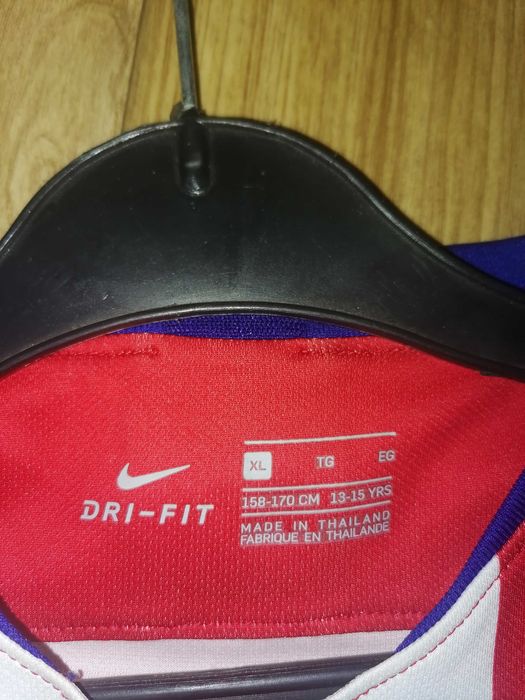 XL TG EG
158-170 CM 13-15 YRS
DRI-FIT
MADE IN THAILAND
FABRIQUE EN THAILANDE